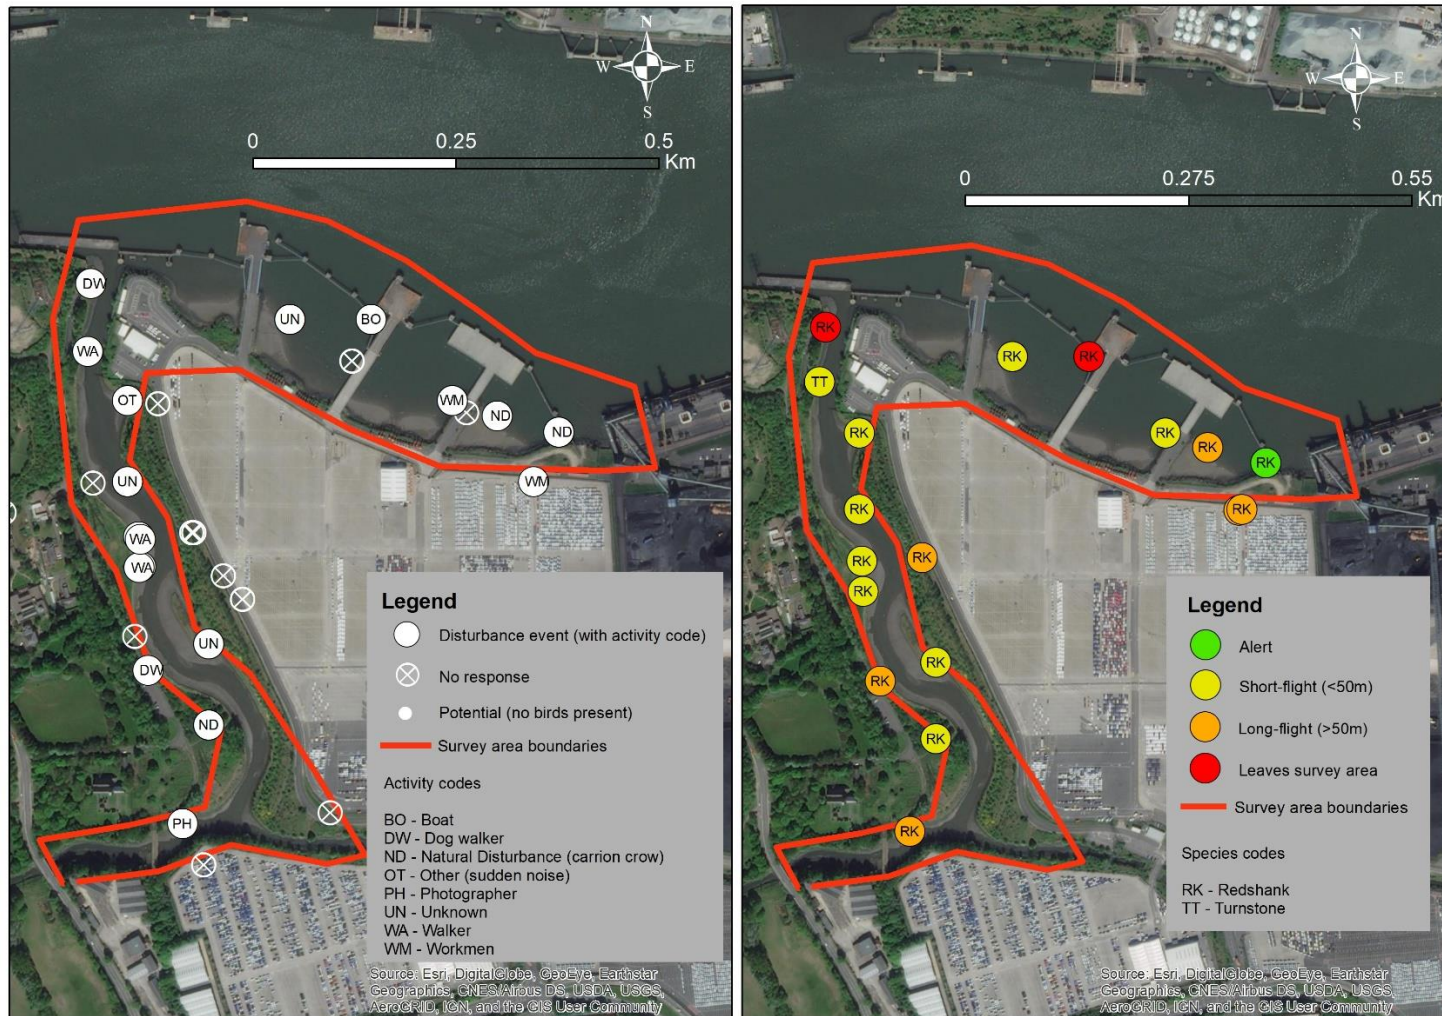 N
W E
S
0 0.25 0.5
Km
DW
UN BO
WA
OT WM ND
ND
UN WM
WA
WA
UN
DW
ND
PH
Legend
Disturbance event (with activity code)
No response
Potential (no birds present)
Survey area boundaries
Activity codes
BO - Boat
DW - Dog walker
ND - Natural Disturbance (carrion crow)
OT - Other (sudden noise)
PH - Photographer
UN - Unknown
WA - Walker
WM - Workmen
Source: Esri, DigitalGlobe, GeoEye, Earthstar
Geographics, CNES/Airbus DS, USDA, USGS,
AeroGRID, IGN, and the GIS User Community
N
W E
S
0 0.275 0.55
Km
RK
RK RK
TT
RK RK RK
RK
RK RK
RK RK
RK
RK
RK
RK
RK
Legend
Alert
Short-flight (<50m)
Long-flight (>50m)
Leaves survey area
Survey area boundaries
Species codes
RK - Redshank
TT - Turnstone
Source: Esri, DigitalGlobe, GeoEye, Earthstar
Geographics, CNES/Airbus DS, USDA, USGS,
AeroGRID, IGN, and the GIS User Community